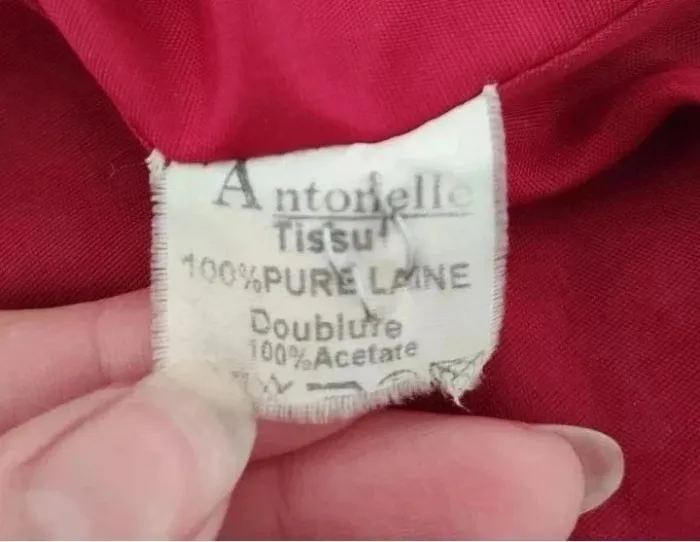 Antonelle
Tissu
100%PURE LAINE
Doublure
100%Acetate